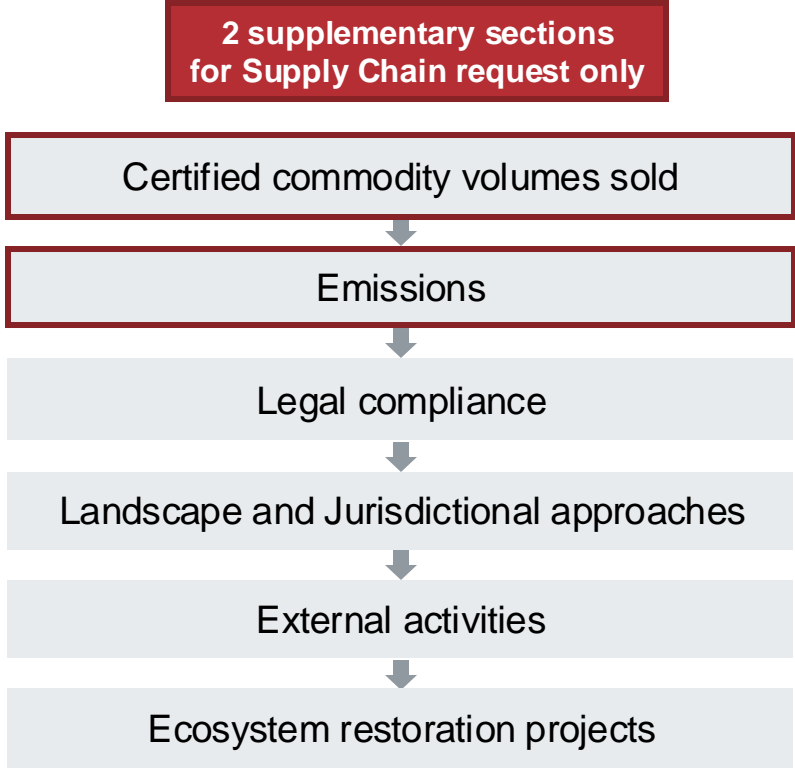 2 supplementary sections
for Supply Chain request only
Certified commodity volumes sold
Emissions
Legal compliance
Landscape and Jurisdictional approaches
External activities
Ecosystem restoration projects